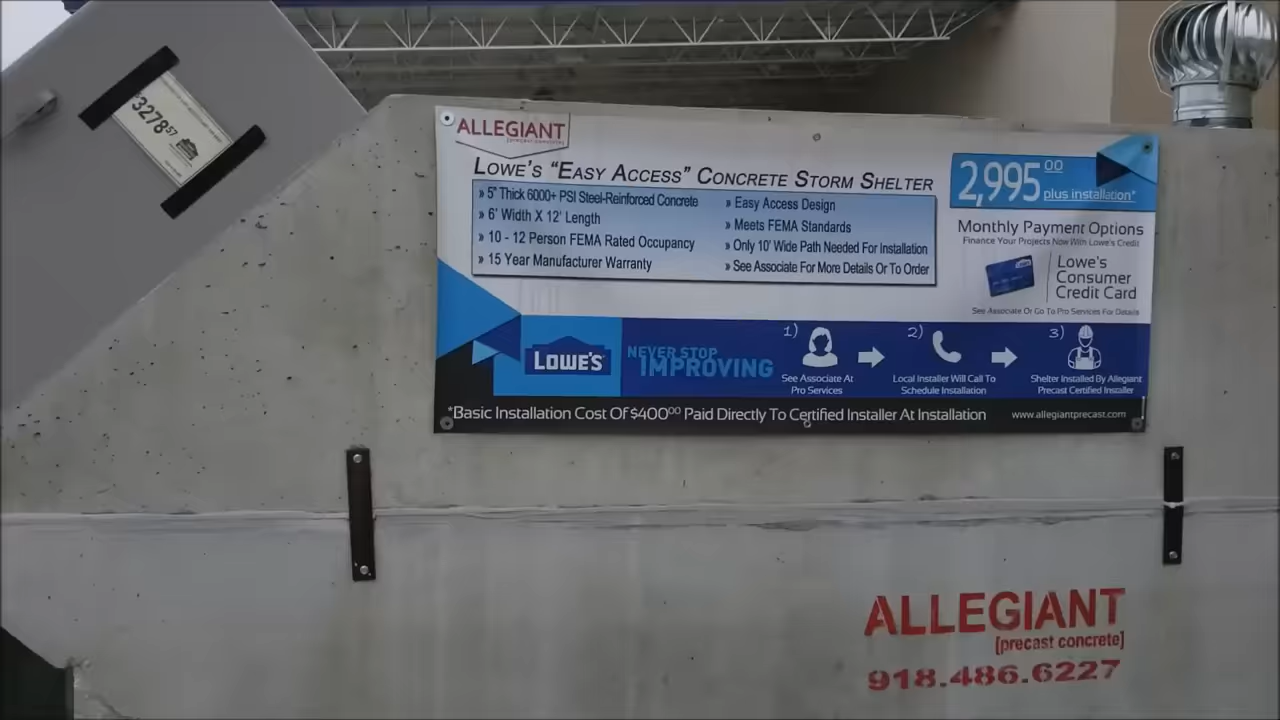 $3278.57
ALLEGIANT
LOWE'S "EASY ACCESS" CONCRETE STORM SHELTER
» 5" Thick 6000+ PSI Steel-Reinforced Concrete
» 6' Width X 12' Length
» 10 - 12 Person FEMA Rated Occupancy
» 15 Year Manufacturer Warranty
» Easy Access Design
» Meets FEMA Standards
» Only 10' Wide Path Needed For Installation
» See Associate For More Details Or To Order
2,995 00
plus installation*
Monthly Payment Options
Finance Your Projects Now With Lowe's Credit
Lowe's
Consumer
Credit Card
See Associate Or Go To Pro Services For Details
LOWE'S
NEVER STOP
IMPROVING
1)
See Associate At
Pro Services
2)
Local Installer Will Call To
Schedule Installation
3)
Shelter Installed By Allegiant
Precast Certified Installer
*Basic Installation Cost Of $400 00 Paid Directly To Certified Installer At Installation
www.allegiantprecast.com
ALLEGIANT
[precast concrete]
918.486.6227